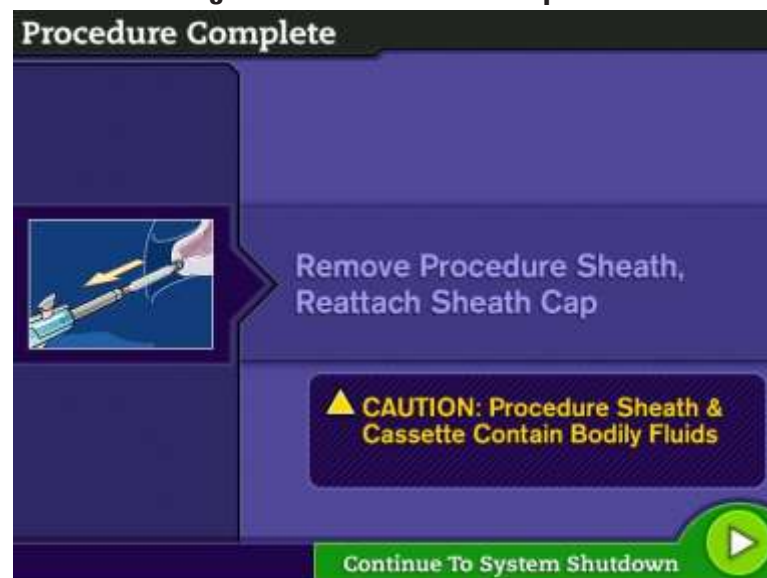 Procedure Complete
Remove Procedure Sheath,
Reattach Sheath Cap
CAUTION: Procedure Sheath &
Cassette Contain Bodily Fluids
Continue To System Shutdown